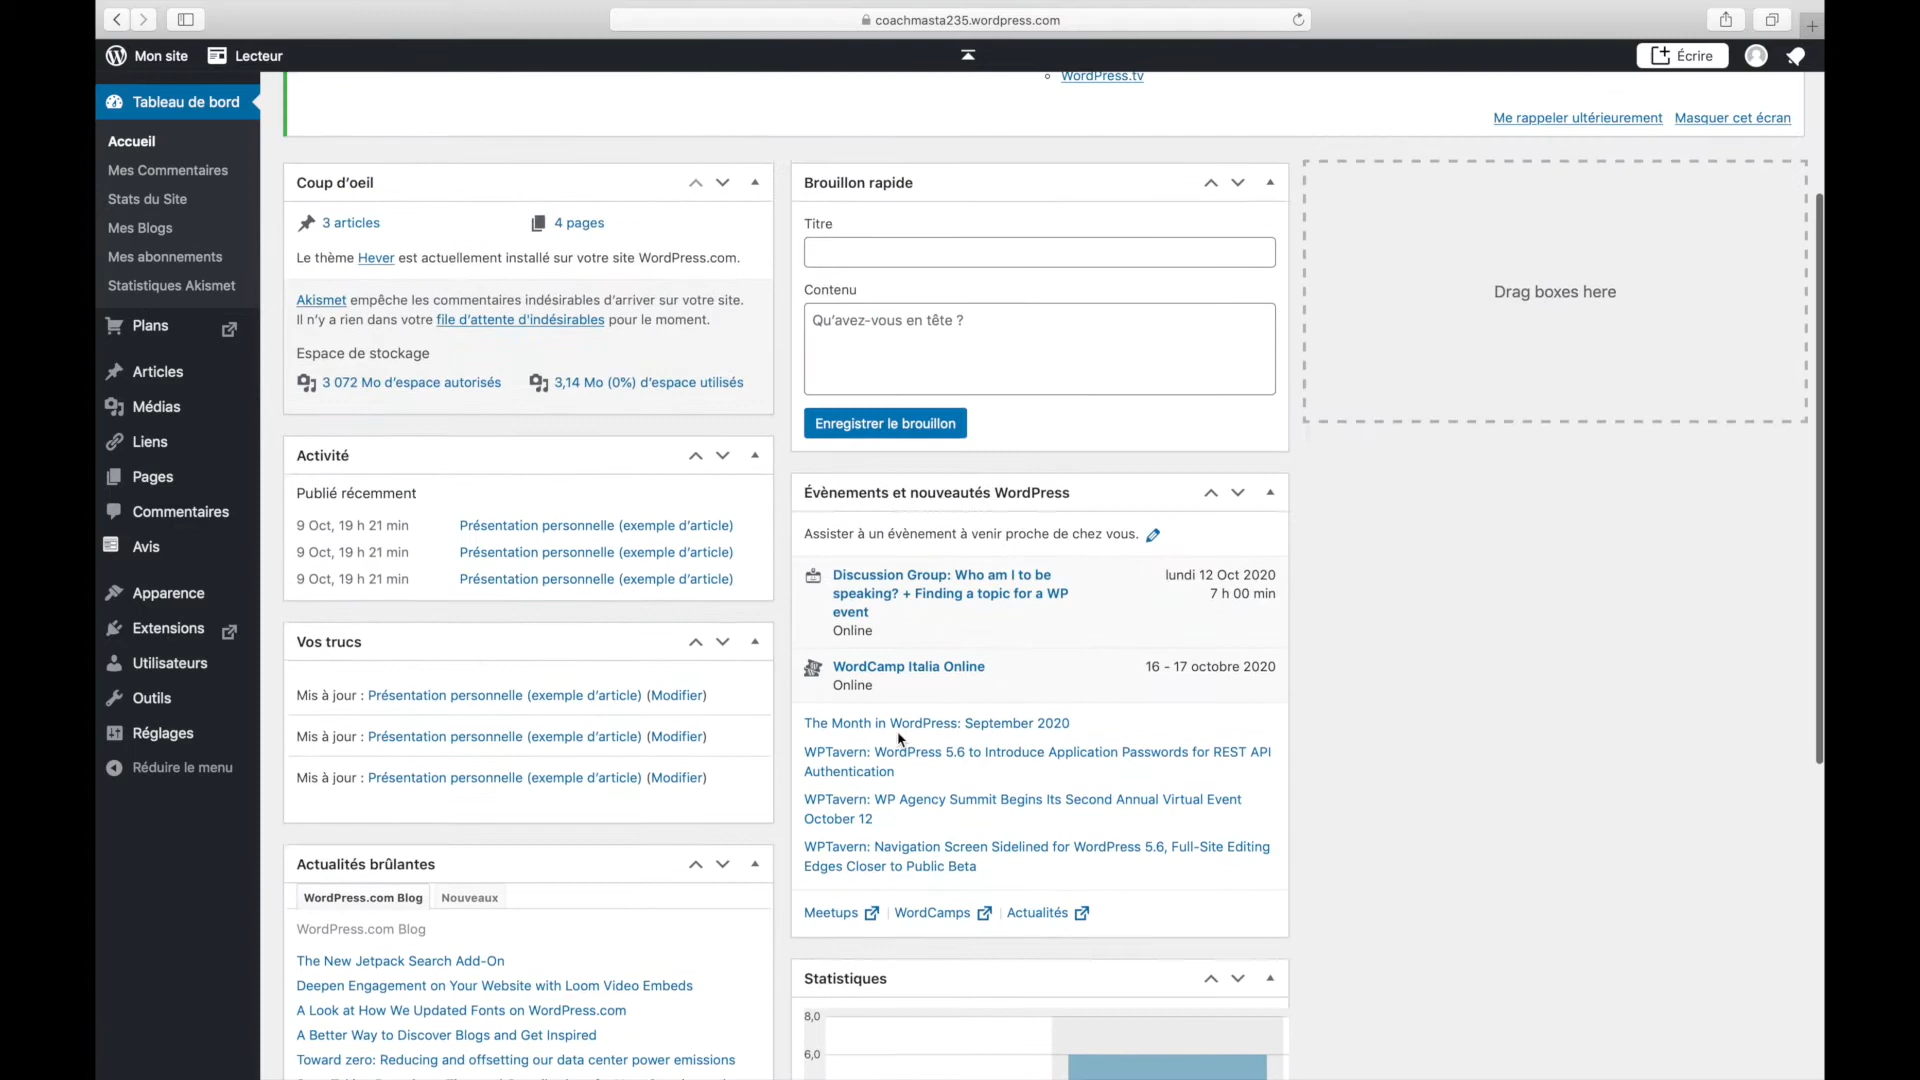 coachmasta235.wordpress.com
Mon site
Lecteur
Écrire
Tableau de bord
Accueil
Mes Commentaires
Stats du Site
Mes Blogs
Mes abonnements
Statistiques Akismet
Plans
Articles
Médias
Liens
Pages
Commentaires
Avis
Apparence
Extensions
Utilisateurs
Outils
Réglages
Réduire le menu
WordPress.tv
Me rappeler ultérieurement Masquer cet écran
Coup d'oeil
3 articles 4 pages
Le thème Hever est actuellement installé sur votre site WordPress.com.
Akismet empêche les commentaires indésirables d'arriver sur votre site.
Il n'y a rien dans votre file d'attente d'indésirables pour le moment.
Espace de stockage
3 072 Mo d'espace autorisés 3,14 Mo (0%) d'espace utilisés
Activité
Publié récemment
9 Oct, 19 h 21 min Présentation personnelle (exemple d'article)
9 Oct, 19 h 21 min Présentation personnelle (exemple d'article)
9 Oct, 19 h 21 min Présentation personnelle (exemple d'article)
Vos trucs
Mis à jour : Présentation personnelle (exemple d'article) (Modifier)
Mis à jour : Présentation personnelle (exemple d'article) (Modifier)
Mis à jour : Présentation personnelle (exemple d'article) (Modifier)
Actualités brûlantes
WordPress.com Blog Nouveaux
WordPress.com Blog
The New Jetpack Search Add-On
Deepen Engagement on Your Website with Loom Video Embeds
A Look at How We Updated Fonts on WordPress.com
A Better Way to Discover Blogs and Get Inspired
Toward zero: Reducing and offsetting our data center power emissions
Brouillon rapide
Titre
Contenu
Qu'avez-vous en tête ?
Enregistrer le brouillon
Évènements et nouveautés WordPress
Assister à un évènement à venir proche de chez vous.
Discussion Group: Who am I to be lundi 12 Oct 2020
speaking? + Finding a topic for a WP 7 h 00 min
event
Online
WordCamp Italia Online 16 - 17 octobre 2020
Online
The Month in WordPress: September 2020
WPTavern: WordPress 5.6 to Introduce Application Passwords for REST API
Authentication
WPTavern: WP Agency Summit Begins Its Second Annual Virtual Event
October 12
WPTavern: Navigation Screen Sidelined for WordPress 5.6, Full-Site Editing
Edges Closer to Public Beta
Meetups | WordCamps | Actualités
Statistiques
8,0
6,0
Drag boxes here